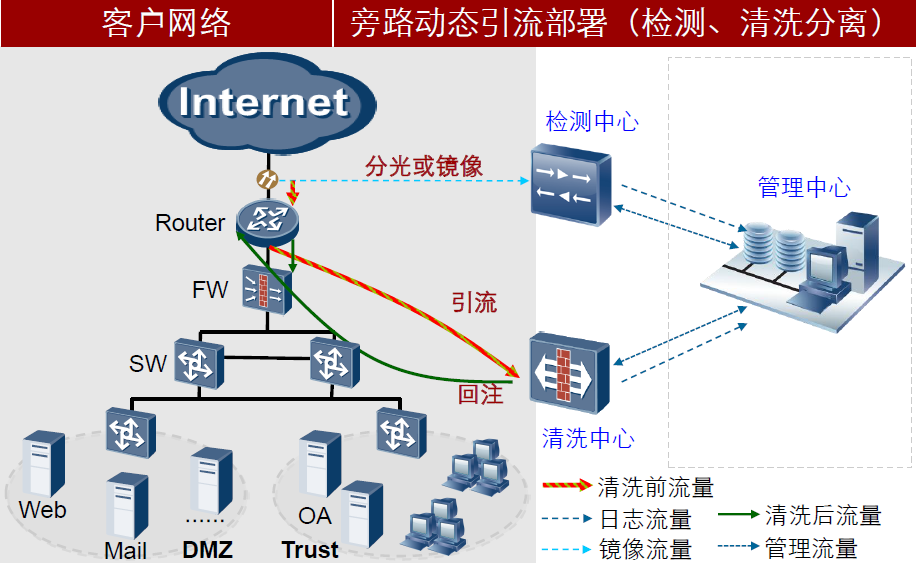 客户网络
旁路动态引流部署（检测、清洗分离）
Internet
检测中心
分光或镜像
管理中心
Router
FW
引流
SW
回注
清洗中心
Web
Mail
......
DMZ
OA
Trust
清洗前流量
日志流量
清洗后流量
镜像流量
管理流量